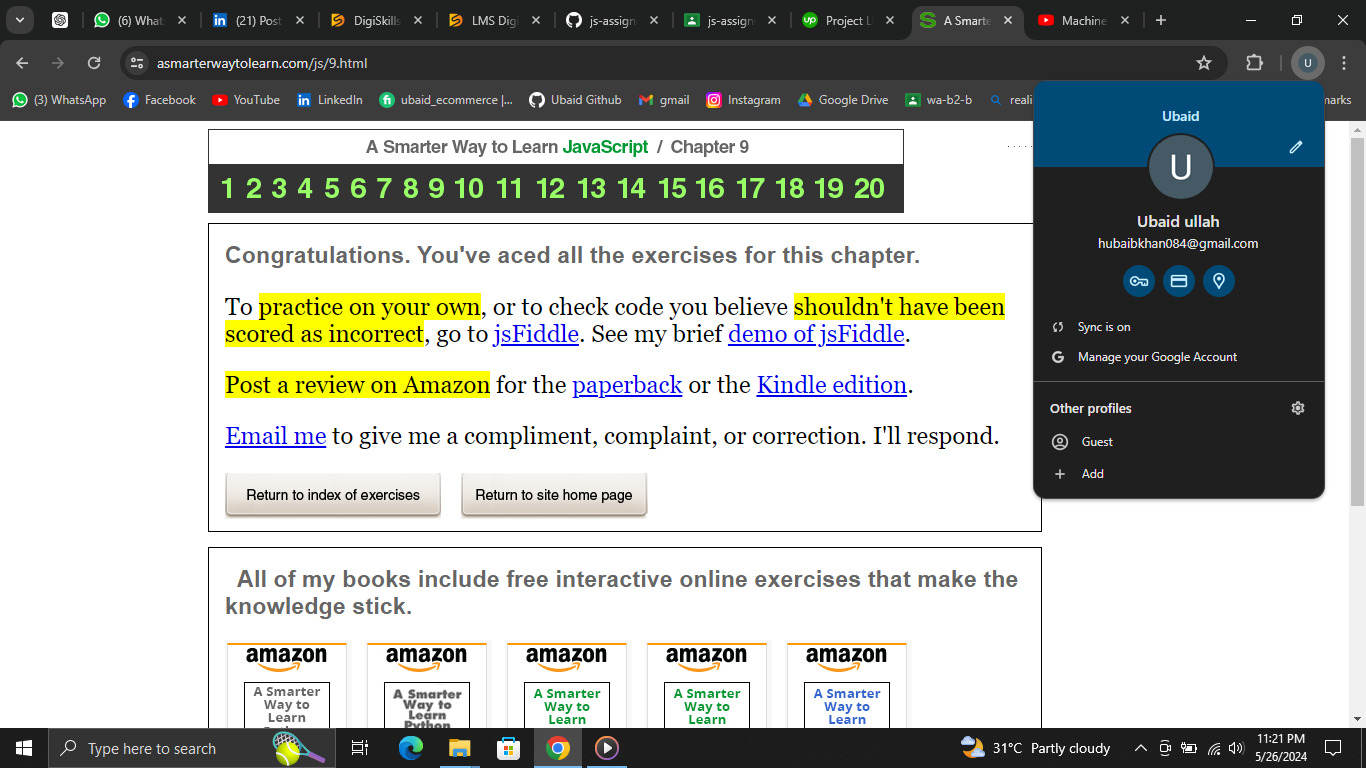 (6) Whats
(21) Post
DigiSkills
LMS Digi
js-assign
js-assign
Project L
A Smarte
Machine
asmarterwaytolearn.com/js/9.html
U
(3) WhatsApp
Facebook
YouTube
LinkedIn
ubaid_ecommerce |...
Ubaid Github
gmail
Instagram
Google Drive
wa-b2-b
reali
marks
A Smarter Way to Learn JavaScript / Chapter 9
1 2 3 4 5 6 7 8 9 10 11 12 13 14 15 16 17 18 19 20
Congratulations. You've aced all the exercises for this chapter.
To practice on your own, or to check code you believe shouldn't have been
scored as incorrect, go to jsFiddle. See my brief demo of jsFiddle.
Post a review on Amazon for the paperback or the Kindle edition.
Email me to give me a compliment, complaint, or correction. I'll respond.
Return to index of exercises
Return to site home page
All of my books include free interactive online exercises that make the
knowledge stick.
amazon
A Smarter
Way to
Learn
amazon
A Smarter
Way to
Learn Python
amazon
A Smarter
Way to
Learn
amazon
A Smarter
Way to
Learn
amazon
A Smarter
Way to
Learn
Ubaid
U
Ubaid ullah
hubaibkhan084@gmail.com
Sync is on
Manage your Google Account
Other profiles
Guest
Add
Type here to search
31°C Partly cloudy
11:21 PM
5/26/2024